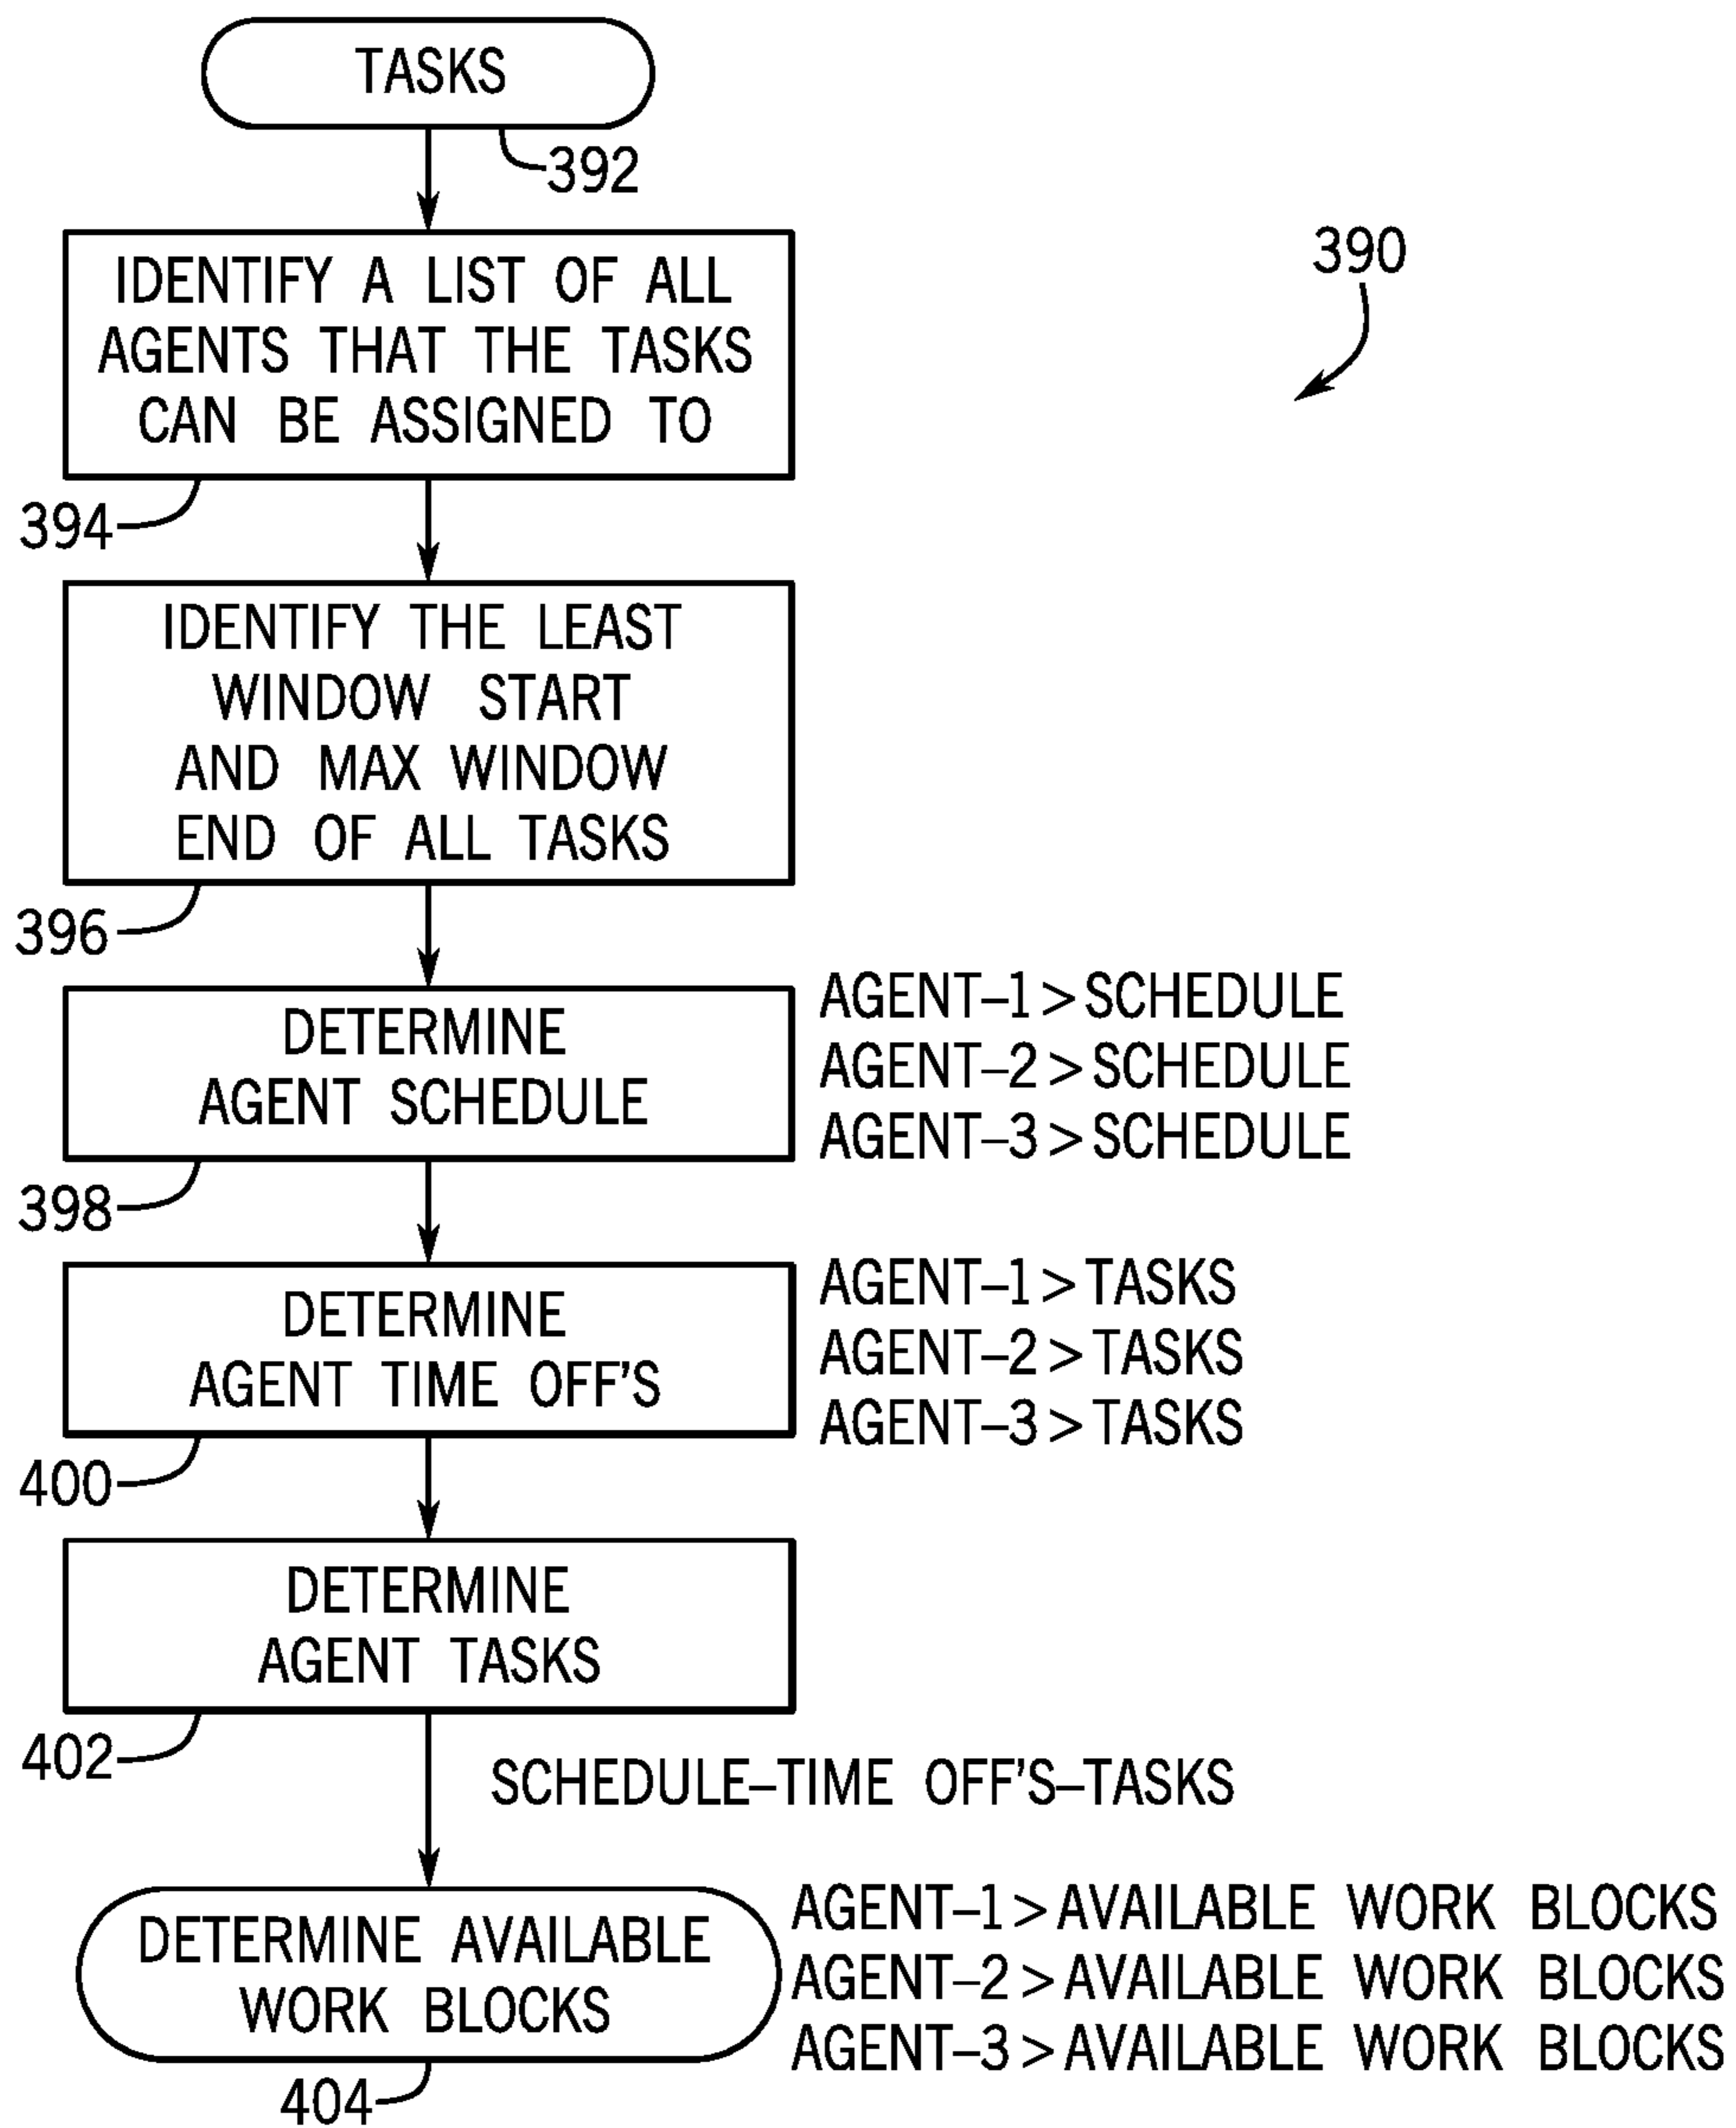 TASKS
392
390
IDENTIFY A LIST OF ALL
AGENTS THAT THE TASKS
CAN BE ASSIGNED TO
394
IDENTIFY THE LEAST
WINDOW START
AND MAX WINDOW
END OF ALL TASKS
396
DETERMINE
AGENT SCHEDULE
AGENT–1 > SCHEDULE
AGENT–2 > SCHEDULE
AGENT–3 > SCHEDULE
398
DETERMINE
AGENT TIME OFF'S
AGENT–1 > TASKS
AGENT–2 > TASKS
AGENT–3 > TASKS
400
DETERMINE
AGENT TASKS
402
SCHEDULE–TIME OFF'S–TASKS
DETERMINE AVAILABLE
WORK BLOCKS
AGENT–1 > AVAILABLE WORK BLOCKS
AGENT–2 > AVAILABLE WORK BLOCKS
AGENT–3 > AVAILABLE WORK BLOCKS
404